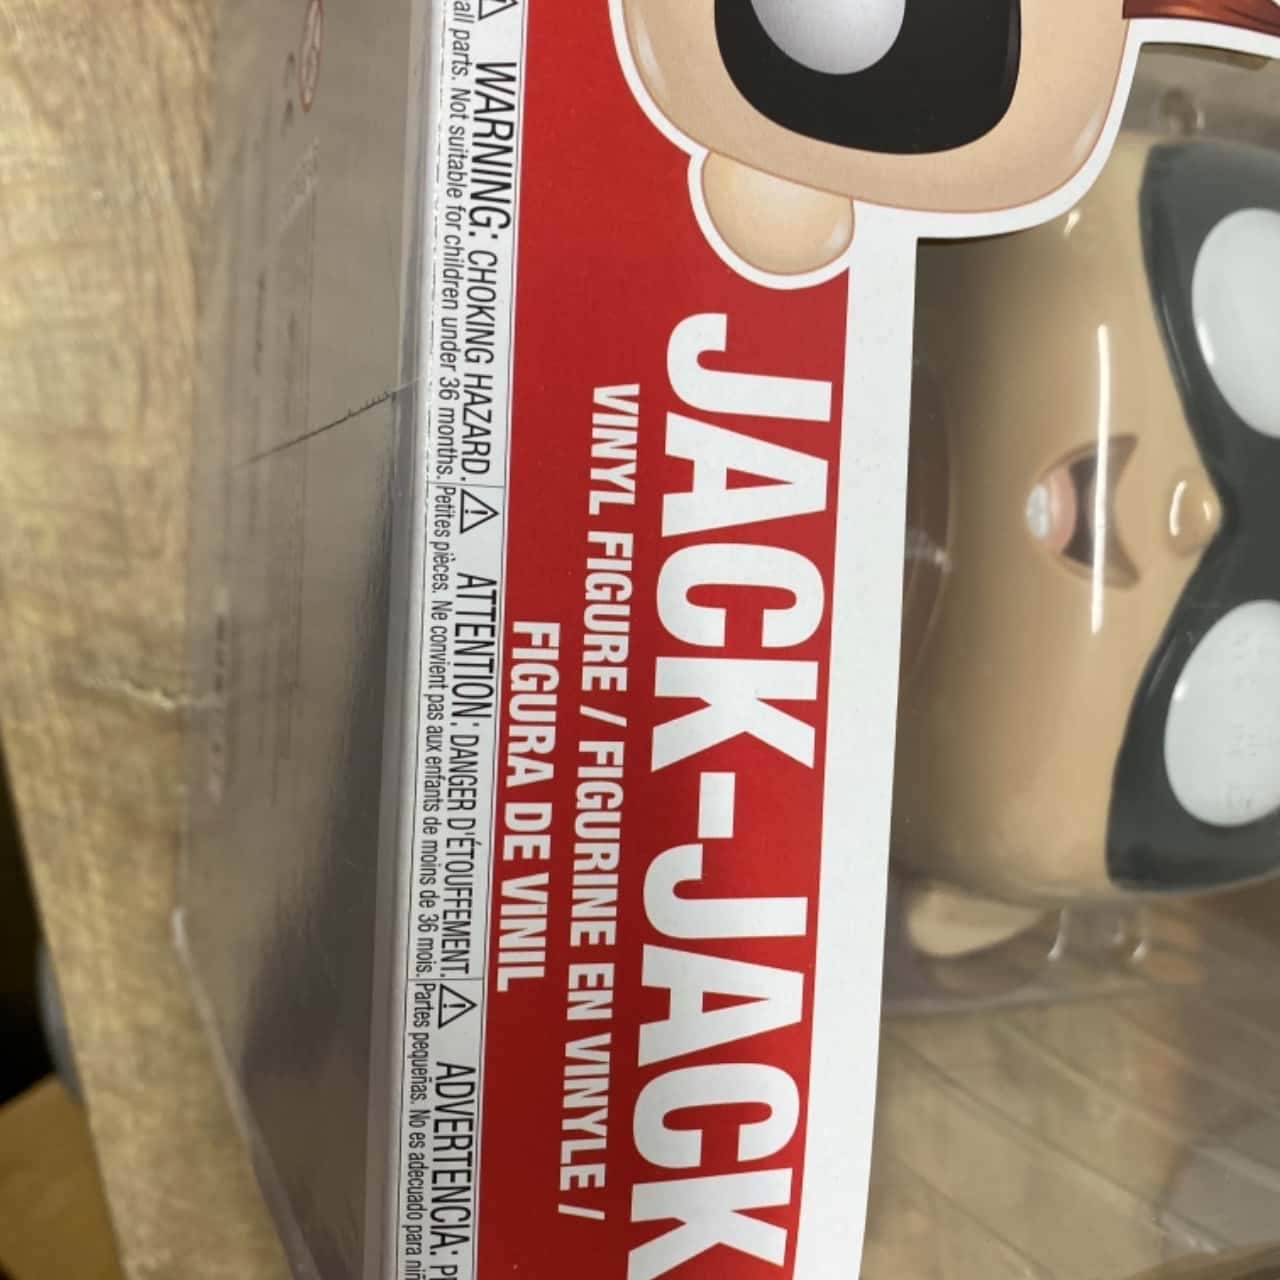 JACK-JACK
VINYL FIGURE / FIGURINE EN VINYLE /
FIGURA DE VINIL
⚠ WARNING: CHOKING HAZARD. ⚠ ATTENTION: DANGER D'ÉTOUFFEMENT. ⚠ ADVERTENCIA:
parts. Not suitable for children under 36 months. Petites pièces. Ne convient pas aux enfants de moins de 36 mois. Partes pequeñas. No es adecuado para